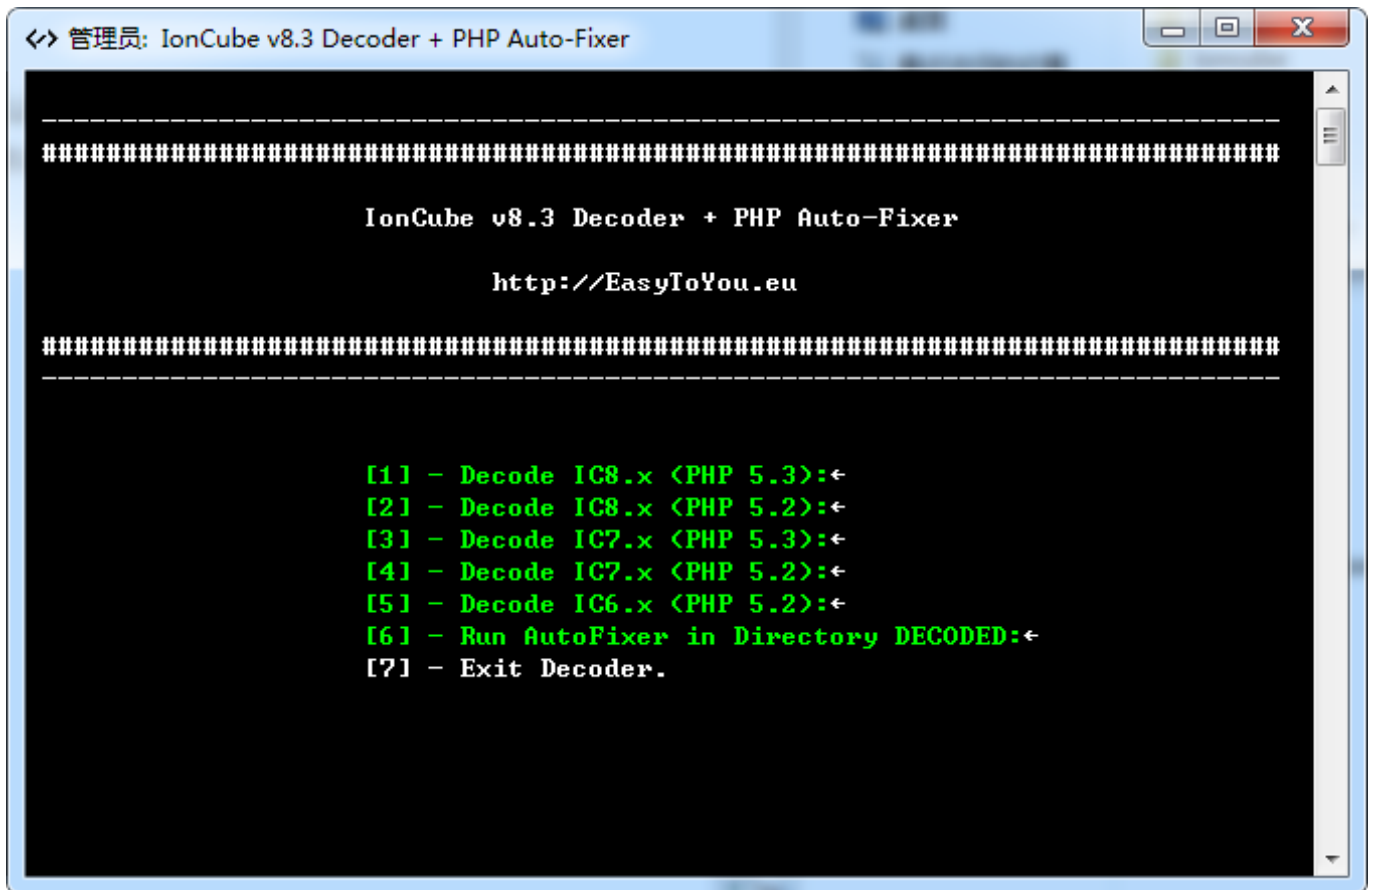 管理员: IonCube v8.3 Decoder + PHP Auto-Fixer
------------------------------------------------------------------------------
#############################################################################
IonCube v8.3 Decoder + PHP Auto-Fixer
http://EasyToYou.eu
#############################################################################
------------------------------------------------------------------------------
[1] - Decode IC8.x (PHP 5.3):←
[2] - Decode IC8.x (PHP 5.2):←
[3] - Decode IC7.x (PHP 5.3):←
[4] - Decode IC7.x (PHP 5.2):←
[5] - Decode IC6.x (PHP 5.2):←
[6] - Run AutoFixer in Directory DECODED:←
[7] - Exit Decoder.